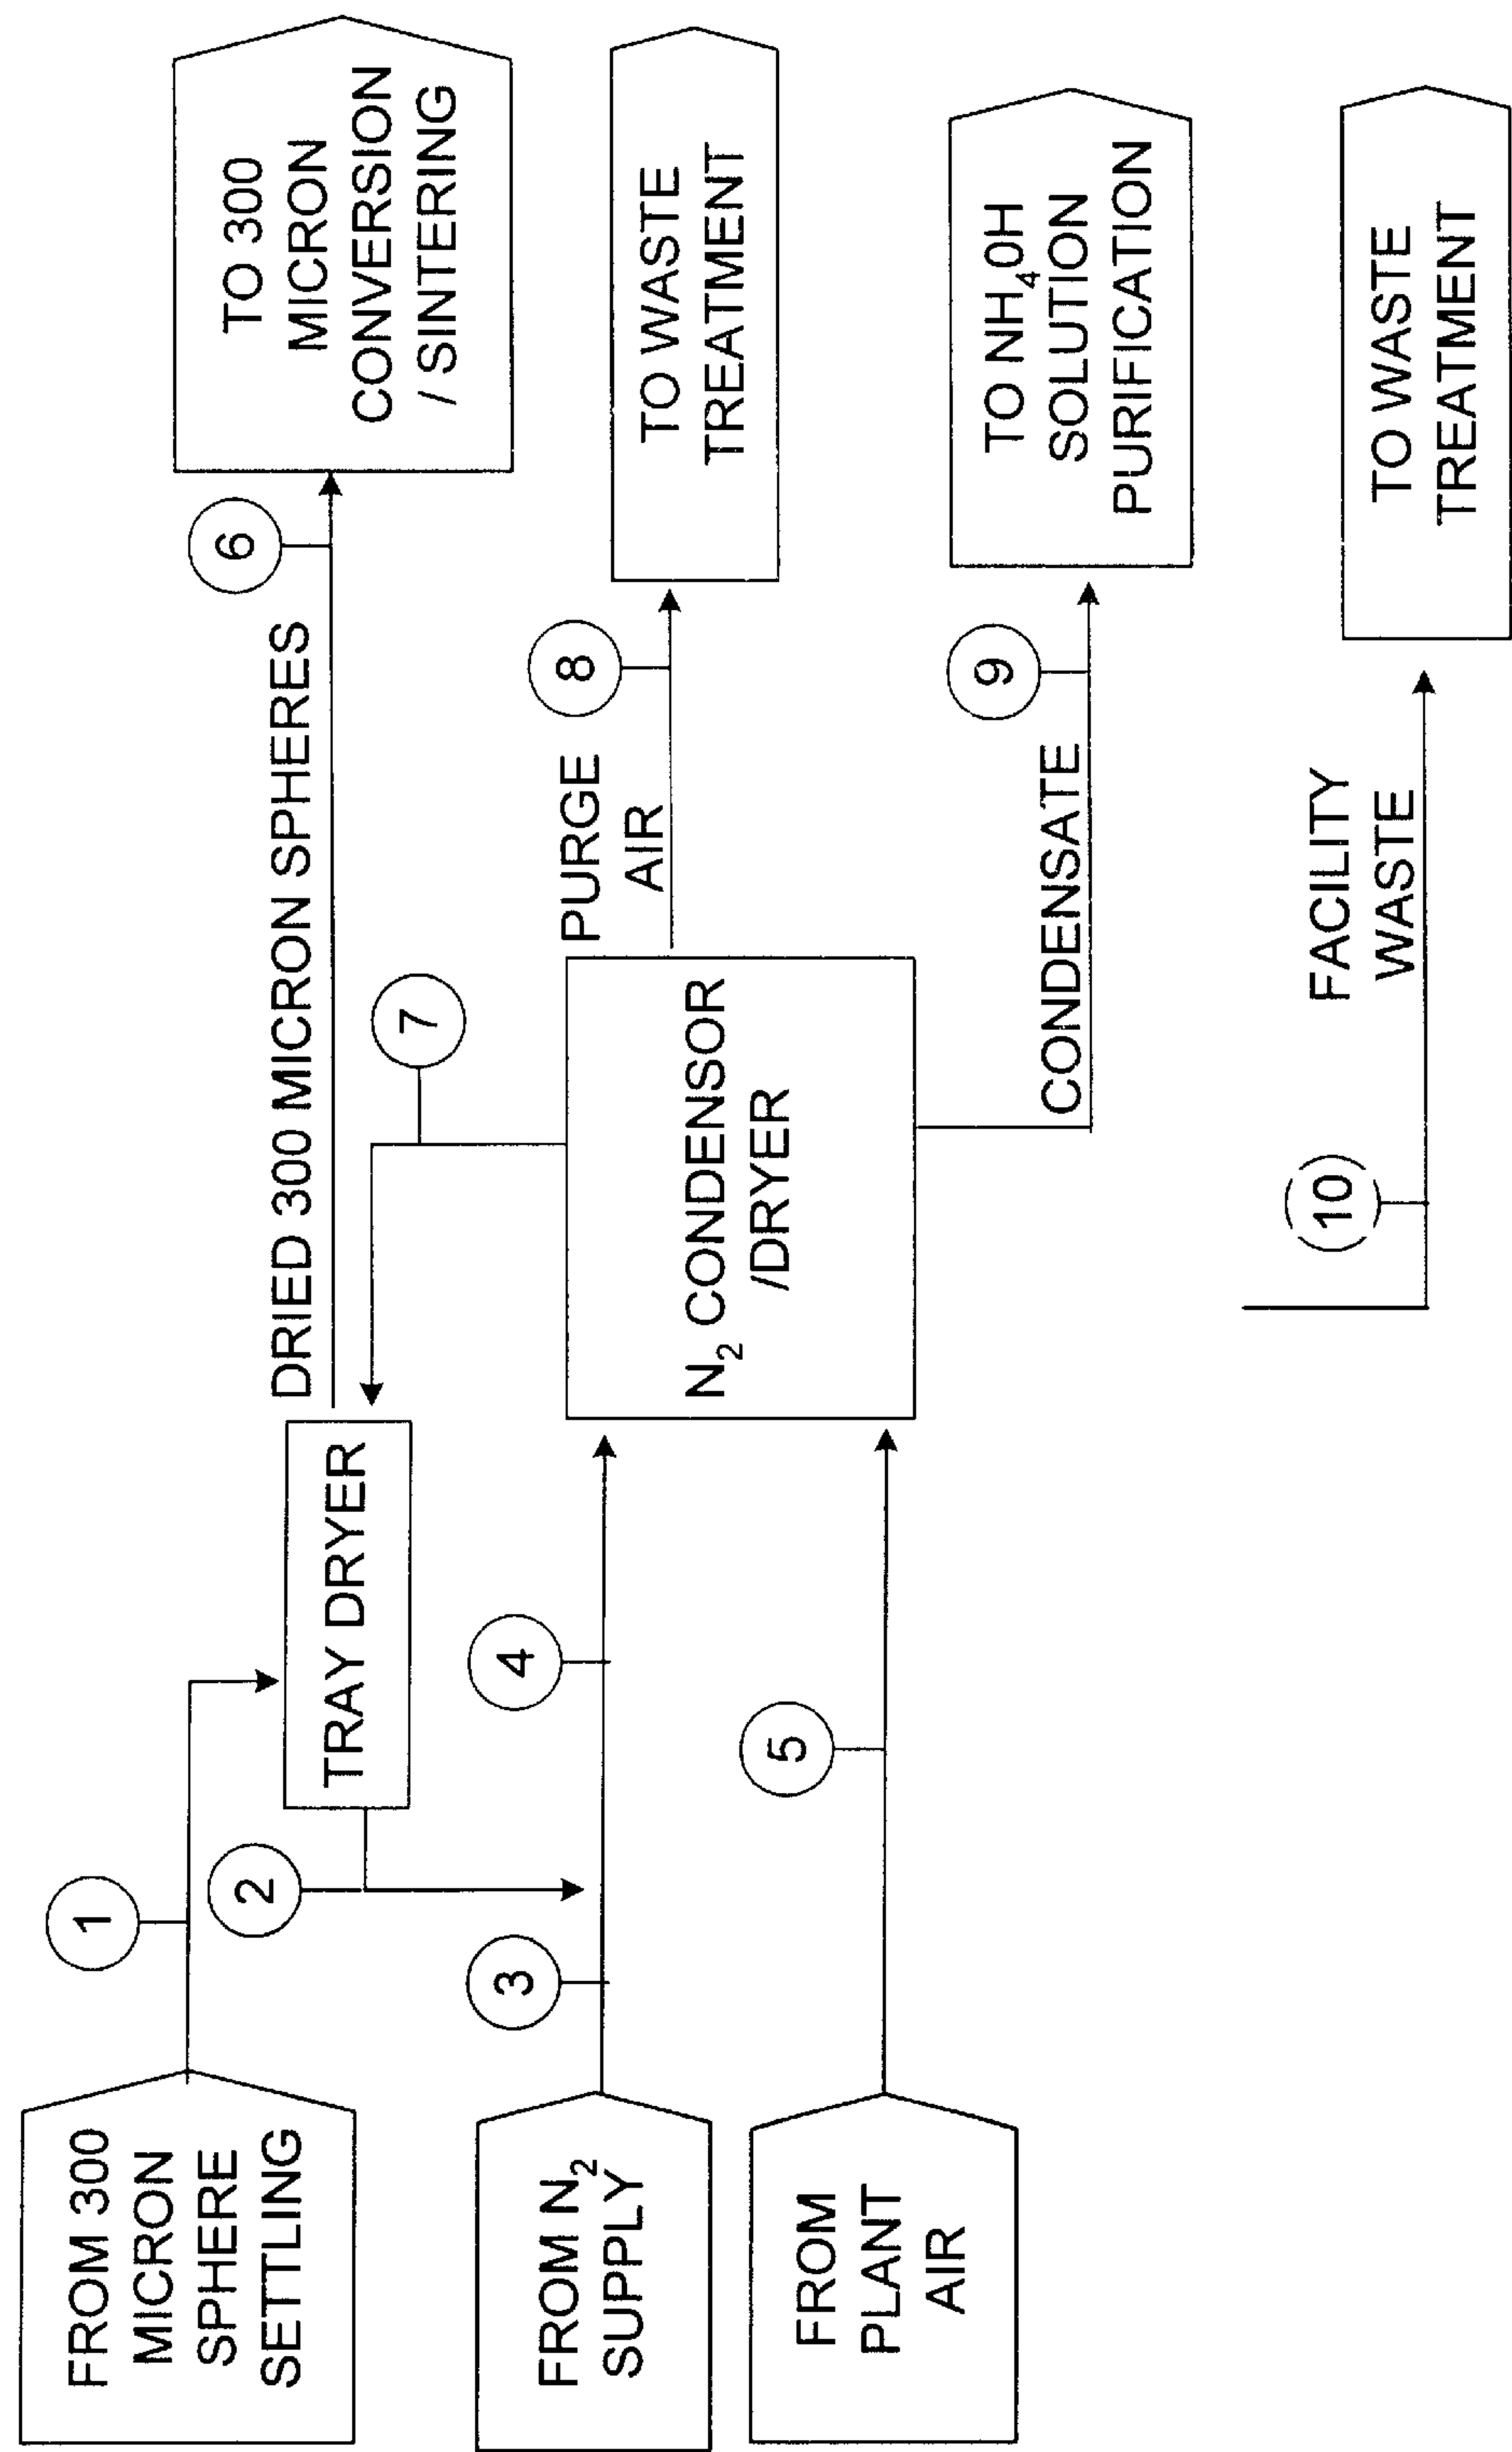 FROM 300
MICRON
SPHERE
SETTLING
1
2
TRAY DRYER
DRIED 300 MICRON SPHERES
6
TO 300
MICRON
CONVERSION
/ SINTERING
FROM N₂
SUPPLY
3
4
7
N₂ CONDENSOR
/DRYER
PURGE
AIR
8
TO WASTE
TREATMENT
FROM
PLANT
AIR
5
CONDENSATE
9
TO NH₄0H
SOLUTION
PURIFICATION
10
FACILITY
WASTE
TO WASTE
TREATMENT